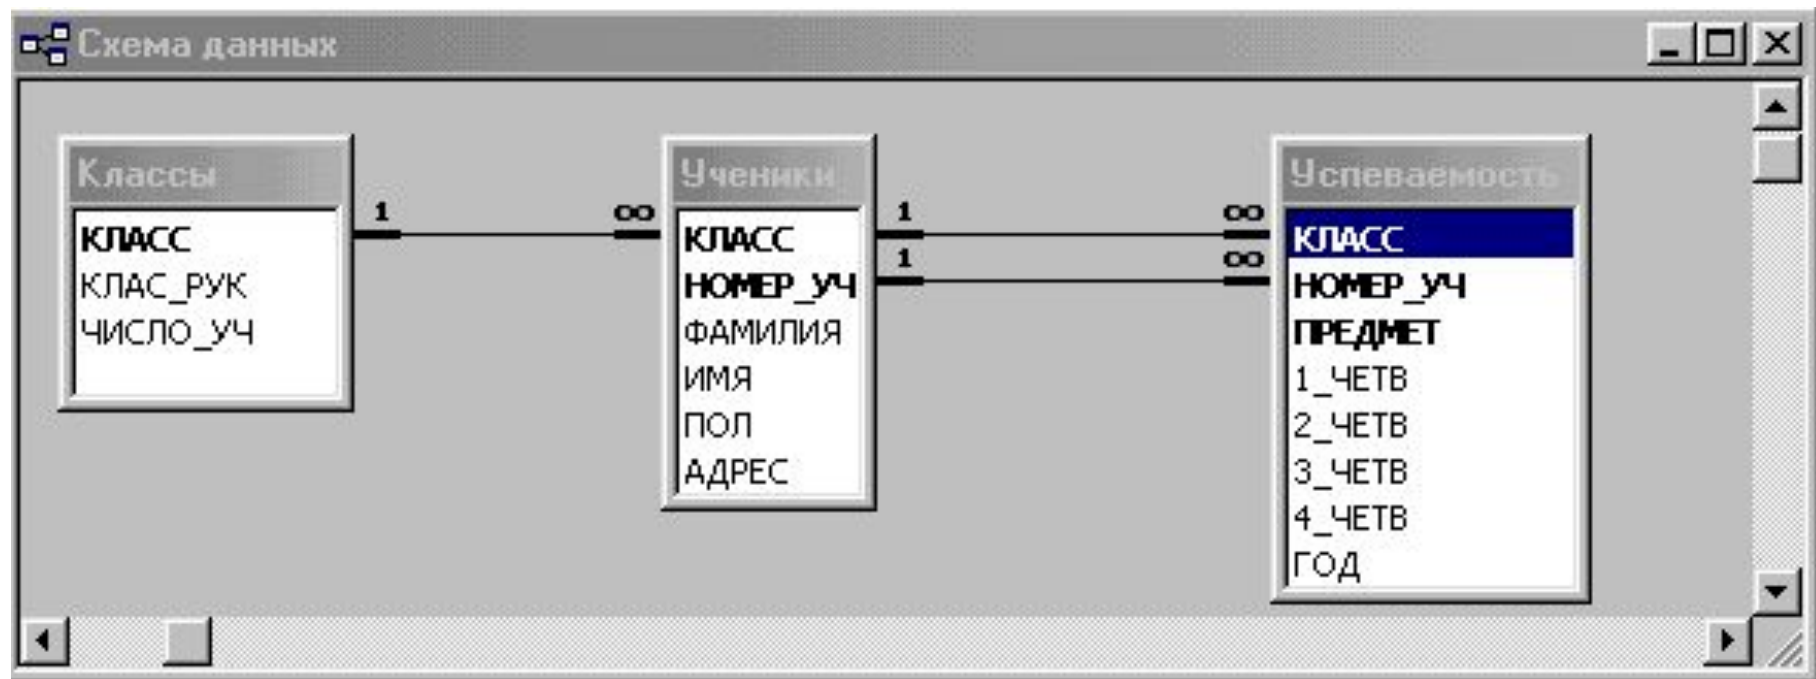 Схема данных
Классы
КЛАСС
КЛАС_РУК
ЧИСЛО_УЧ
1
∞
Ученики
КЛАСС
НОМЕР_УЧ
ФАМИЛИЯ
ИМЯ
ПОЛ
АДРЕС
1
∞
1
∞
Успеваемость
КЛАСС
НОМЕР_УЧ
ПРЕДМЕТ
1_ЧЕТВ
2_ЧЕТВ
3_ЧЕТВ
4_ЧЕТВ
ГОД